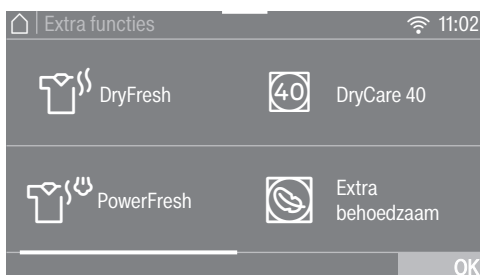 Extra functies
11:02
DryFresh
40
DryCare 40
PowerFresh
Extra
behoedzaam
OK